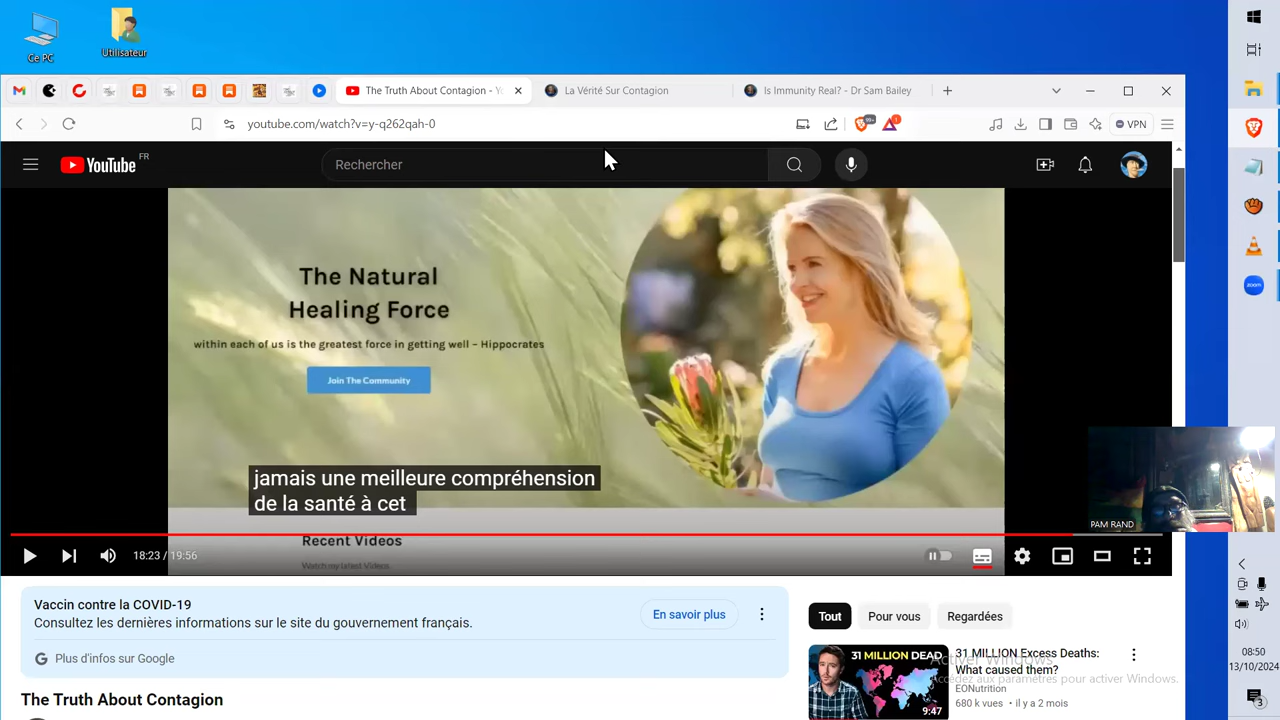 Ce PC
Utilisateur
The Truth About Contagion - Y
La Vérité Sur Contagion
Is Immunity Real? - Dr Sam Bailey
youtube.com/watch?v=y-q262qah-0
99+
1
VPN
YouTube FR
Rechercher
The Natural
Healing Force
within each of us is the greatest force in getting well – Hippocrates
Join The Community
jamais une meilleure compréhension
de la santé à cet
Recent Videos
Watch my latest Videos.
PAM RAND
zoom
18:23 / 19:56
Vaccin contre la COVID-19
Consultez les dernières informations sur le site du gouvernement français.
En savoir plus
Plus d'infos sur Google
The Truth About Contagion
Tout
Pour vous
Regardées
31 MILLION DEAD
9:47
31 MILLION Excess Deaths:
What caused them?
EONutrition
680 k vues • il y a 2 mois
Activer Windows
Accédez aux paramètres pour activer Windows.
08:50
13/10/2024
3